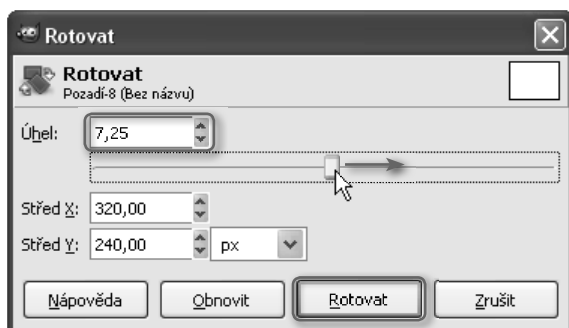 Rotovat
Rotovat
Pozadí-8 (Bez názvu)
Úhel: 7,25
Střed X: 320,00
Střed Y: 240,00 px
Nápověda Obnovit Rotovat Zrušit